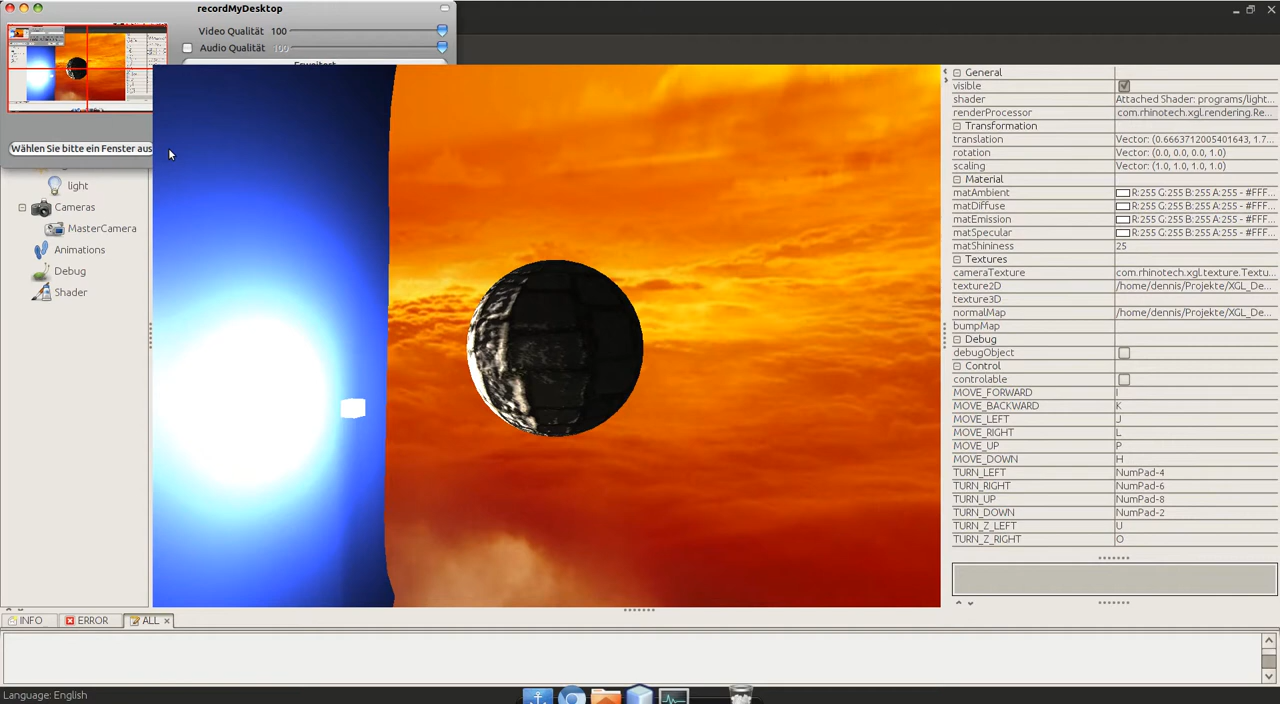 recordMyDesktop
Video Qualität 100
Audio Qualität 100
Wählen Sie bitte ein Fenster aus
light
Cameras
MasterCamera
Animations
Debug
Shader
General
visible
shader Attached Shader: programs/light...
renderProcessor com.rhinotech.xgl.rendering.Re...
Transformation
translation Vector: (0.6663712005401643, 1.7...
rotation Vector: (0.0, 0.0, 0.0, 1.0)
scaling Vector: (1.0, 1.0, 1.0, 1.0)
Material
matAmbient R:255 G:255 B:255 A:255 - #FFF...
matDiffuse R:255 G:255 B:255 A:255 - #FFF...
matEmission R:255 G:255 B:255 A:255 - #FFF...
matSpecular R:255 G:255 B:255 A:255 - #FFF...
matShininess 25
Textures
cameraTexture com.rhinotech.xgl.texture.Textu...
texture2D /home/dennis/Projekte/XGL_De...
texture3D
normalMap /home/dennis/Projekte/XGL_De...
bumpMap
Debug
debugObject
Control
controlable
MOVE_FORWARD I
MOVE_BACKWARD K
MOVE_LEFT J
MOVE_RIGHT L
MOVE_UP P
MOVE_DOWN H
TURN_LEFT NumPad-4
TURN_RIGHT NumPad-6
TURN_UP NumPad-8
TURN_DOWN NumPad-2
TURN_Z_LEFT U
TURN_Z_RIGHT O
INFO ERROR ALL
Language: English